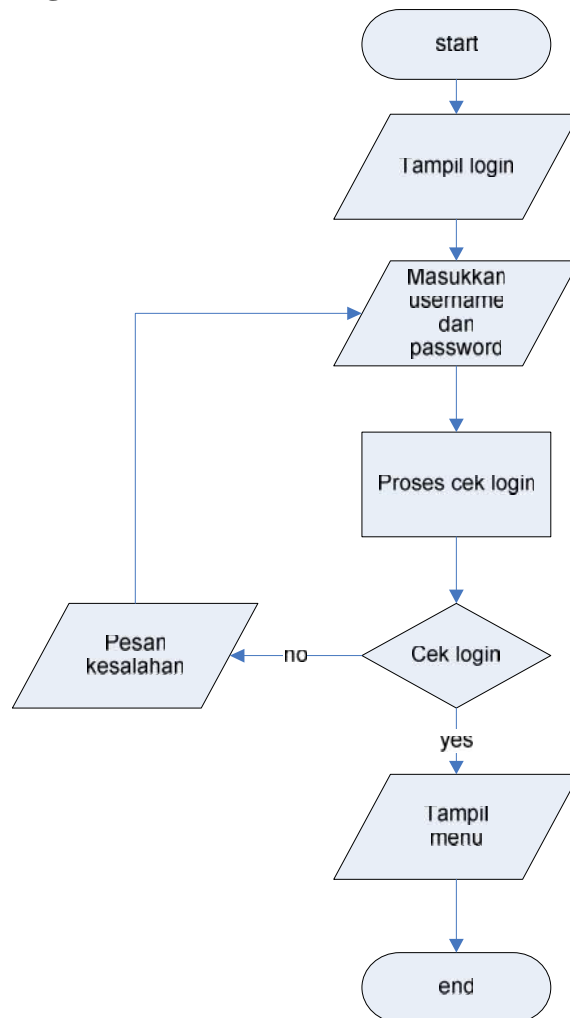 start
Tampil login
Masukkan
username
dan
password
Proses cek login
Cek login
no
Pesan
kesalahan
yes
Tampil
menu
end